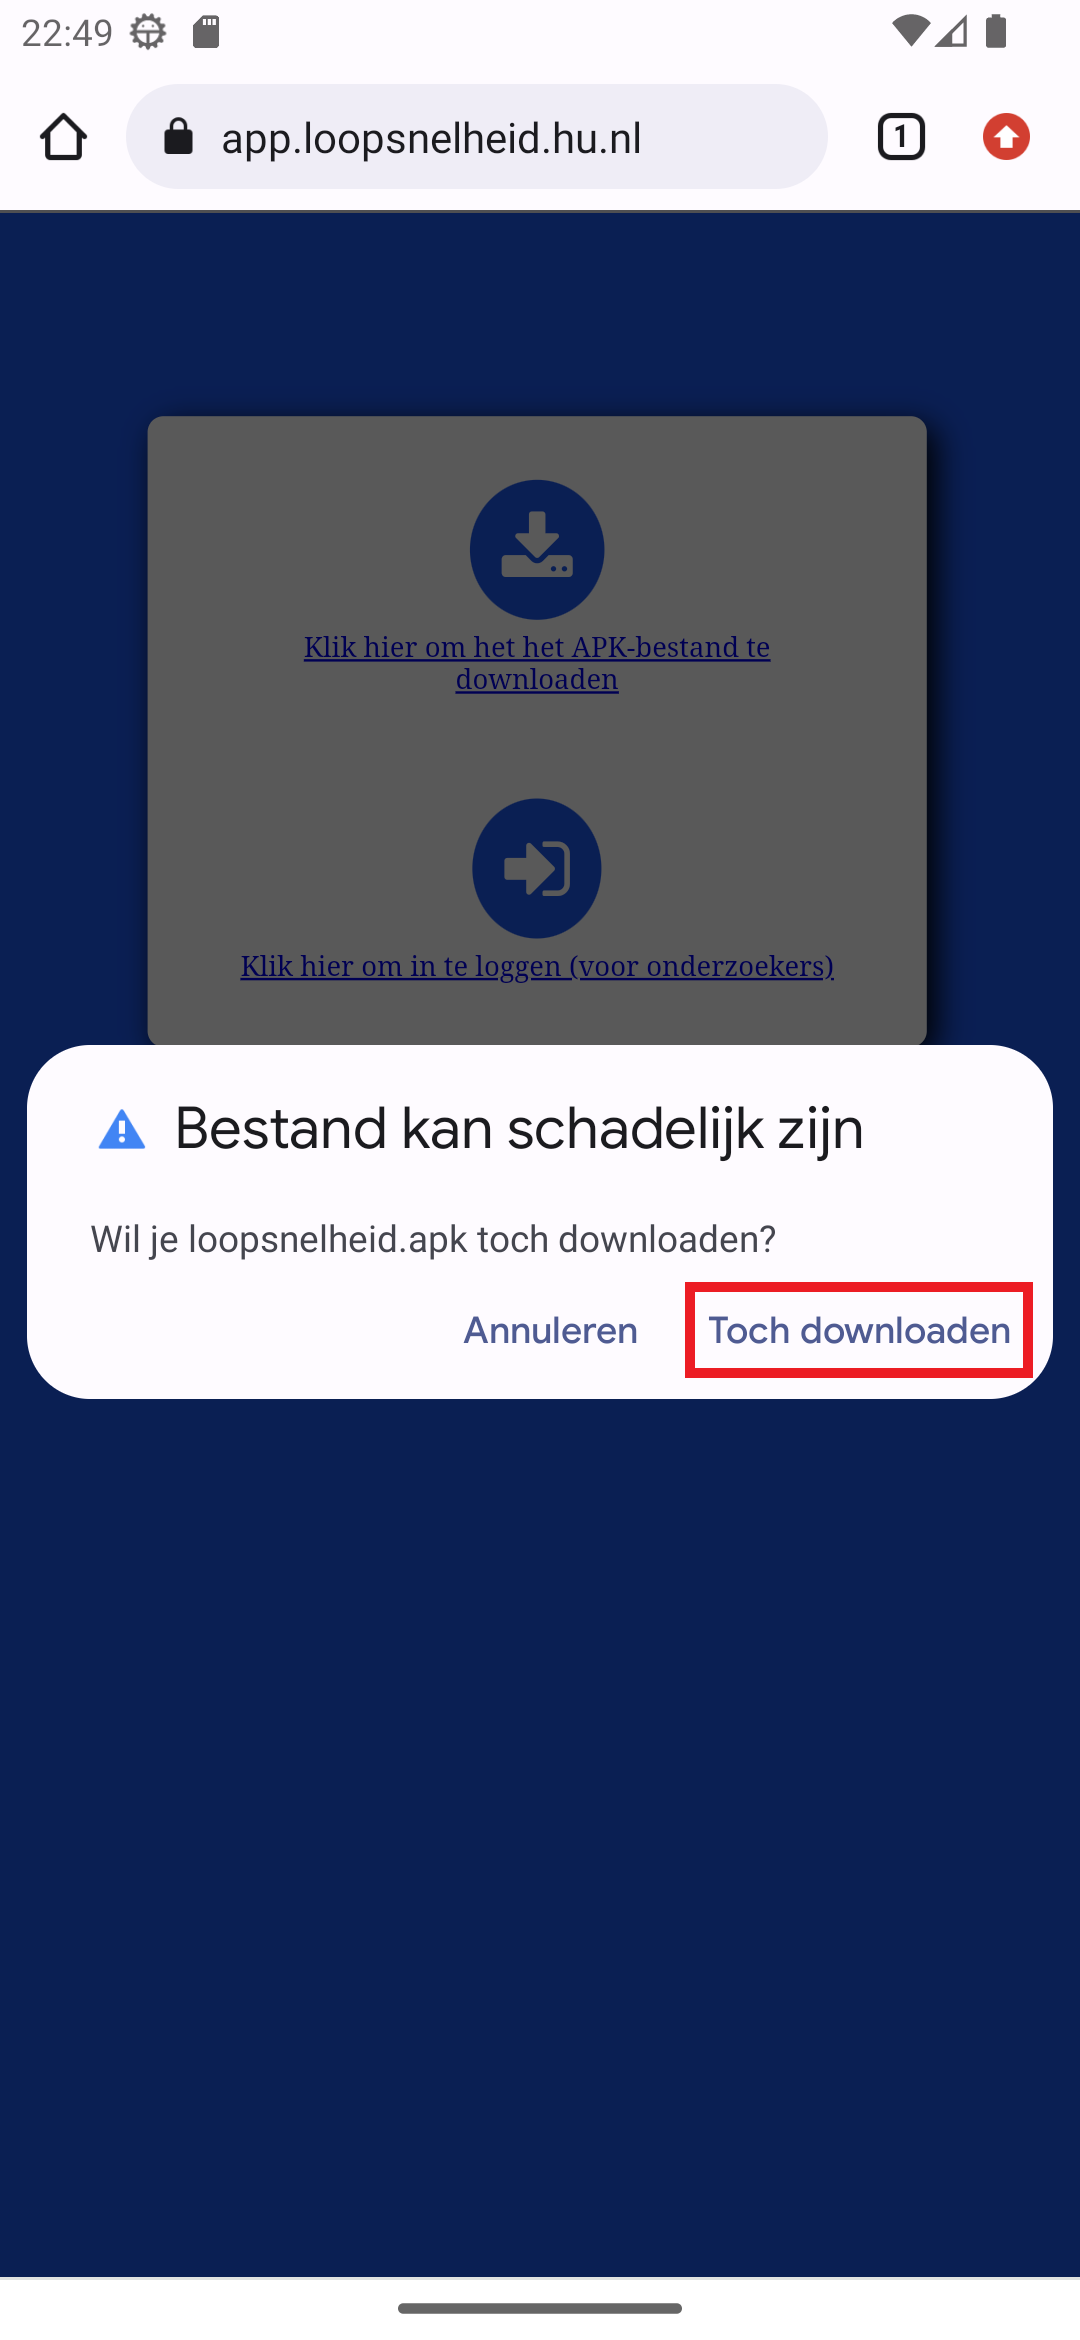 22:49
app.loopsnelheid.hu.nl
1
Klik hier om het het APK-bestand te
downloaden
Klik hier om in te loggen (voor onderzoekers)
Bestand kan schadelijk zijn
Wil je loopsnelheid.apk toch downloaden?
Annuleren
Toch downloaden